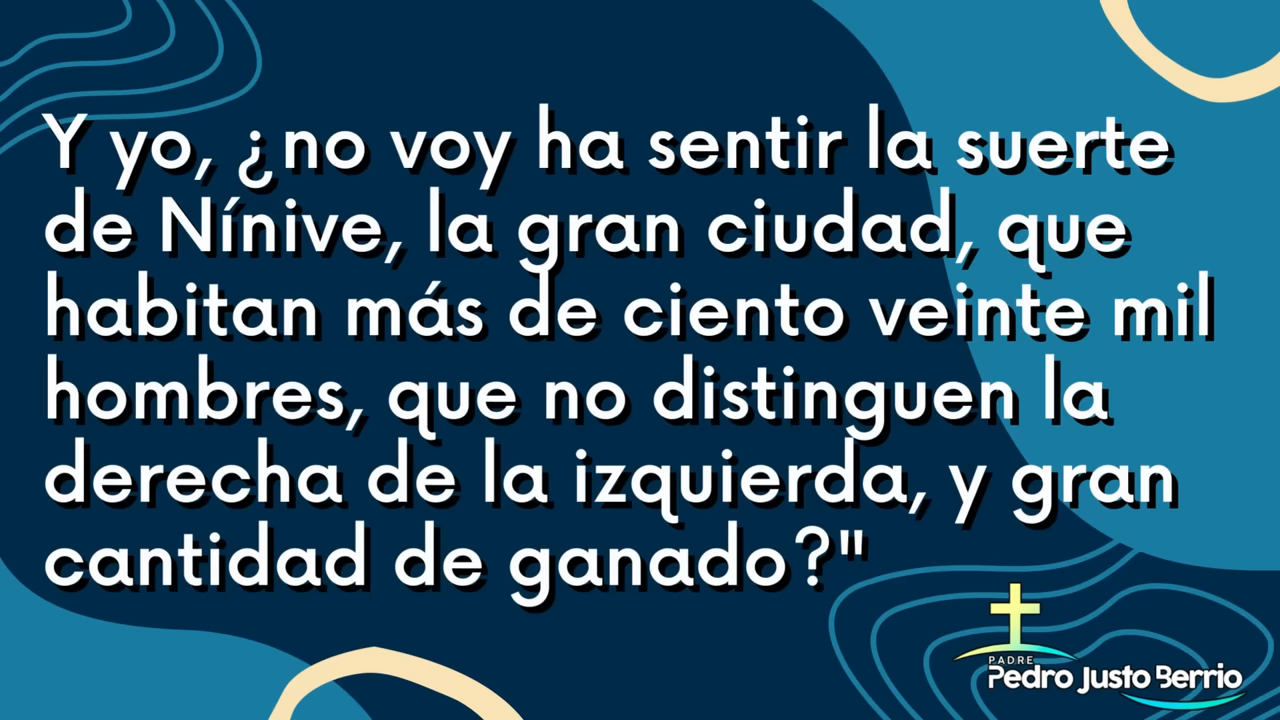 Y yo, ¿no voy ha sentir la suerte
de Nínive, la gran ciudad, que
habitan más de ciento veinte mil
hombres, que no distinguen la
derecha de la izquierda, y gran
cantidad de ganado?"
PADRE
Pedro Justo Berrio